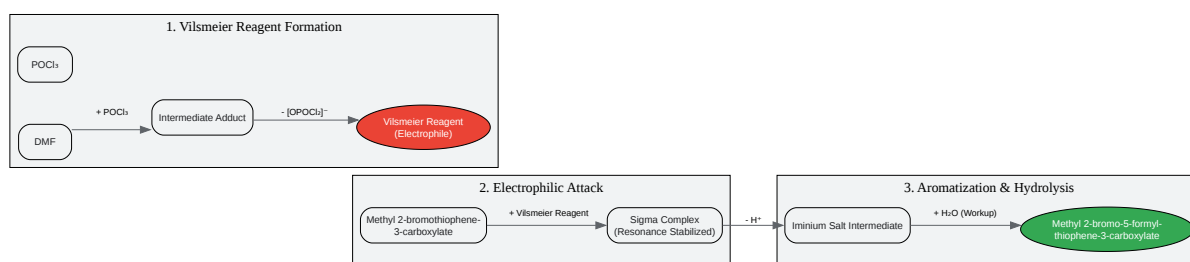 1. Vilsmeier Reagent Formation
POCl₃
DMF
+ POCl₃
Intermediate Adduct
- [OPOCl₂]⁻
Vilsmeier Reagent
(Electrophile)
2. Electrophilic Attack
Methyl 2-bromothiophene-
3-carboxylate
+ Vilsmeier Reagent
Sigma Complex
(Resonance Stabilized)
- H⁺
3. Aromatization & Hydrolysis
Iminium Salt Intermediate
+ H₂O (Workup)
Methyl 2-bromo-5-formyl-
thiophene-3-carboxylate